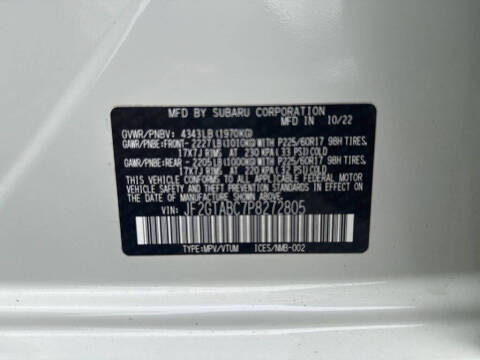 MFD BY SUBARU CORPORATION
MFD IN 10/22
GVWR/PNBV: 4343LB(1970KG)
GAWR/PNBE:FRONT-2227LB(1010KG)WITH P225/60R17 98H TIRES.
17X7J RIMS AT 230 KPA(33 PSI)COLD
GAWR/PNBE:REAR -2205LB(1000KG)WITH P225/60R17 98H TIRES.
17X7J RIMS AT 220 KPA(32 PSI)COLD
THIS VEHICLE CONFORMS TO ALL APPLICABLE FEDERAL MOTOR
VEHICLE SAFETY AND THEFT PREVENTION STANDARDS
IN EFFECT ON THE DATE OF MANUFACTURE SHOWN ABOVE.
VIN: JF2GTABC7P8272805
TYPE:MPV/VTUM ICES/NMB-002